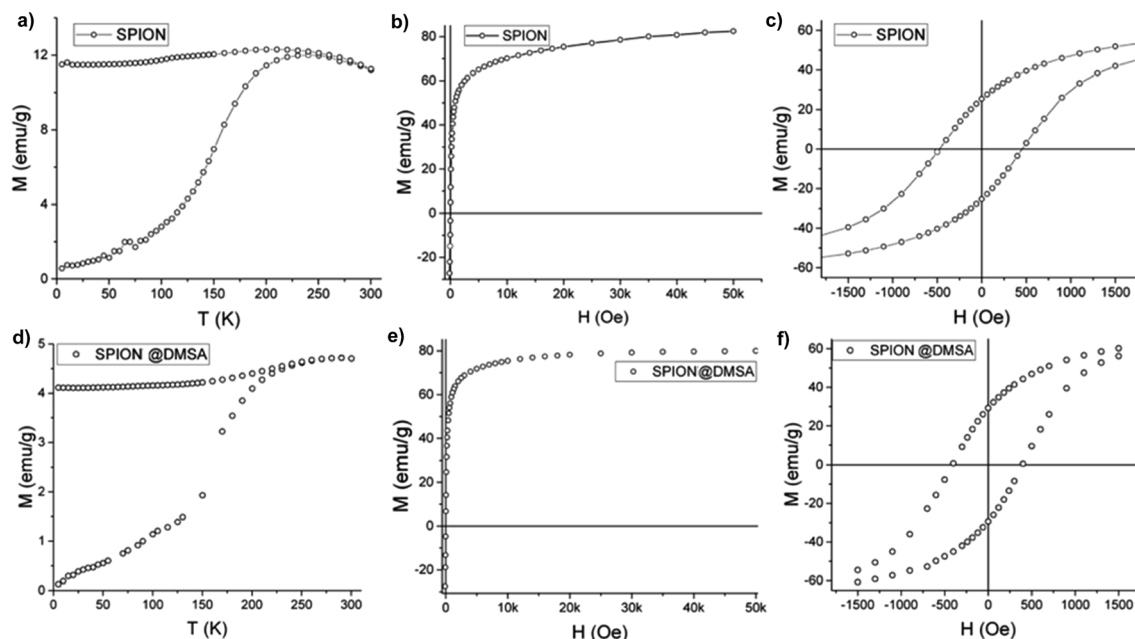 a)
SPION
M (emu/g)
12
8
4
0
0 50 100 150 200 250 300
T (K)
b)
SPION
M (emu/g)
80
60
40
20
0
-20
0 10k 20k 30k 40k 50k
H (Oe)
c)
SPION
M (emu/g)
60
40
20
0
-20
-40
-60
-1500 -1000 -500 0 500 1000 1500
H (Oe)
d)
SPION @DMSA
M (emu/g)
5
4
3
2
1
0
0 50 100 150 200 250 300
T (K)
e)
SPION@DMSA
M (emu/g)
80
60
40
20
0
-20
0 10k 20k 30k 40k 50k
H (Oe)
f)
SPION @DMSA
M (emu/g)
60
40
20
0
-20
-40
-60
-1500 -1000 -500 0 500 1000 1500
H (Oe)